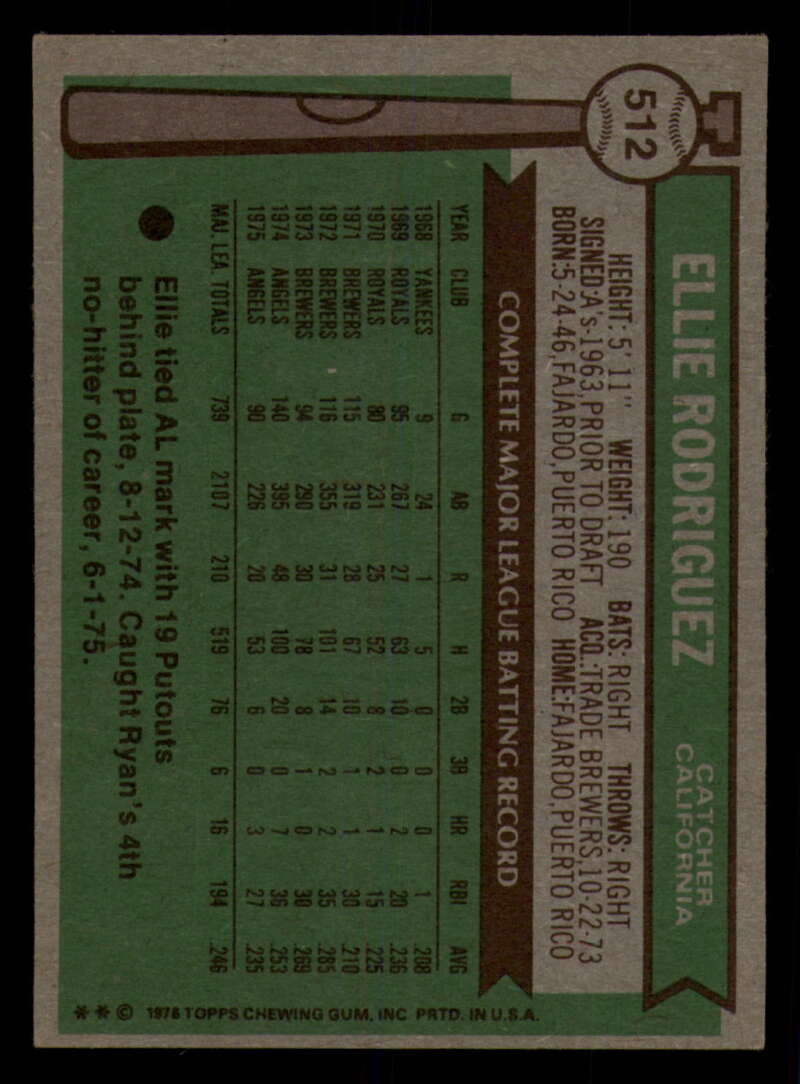 512
ELLIE RODRIGUEZ
CATCHER
CALIFORNIA
HEIGHT: 5' 11" WEIGHT: 190 BATS: RIGHT THROWS: RIGHT
SIGNED: A's-1963, PRIOR TO DRAFT ACQ.: TRADE BREWERS, 10-22-73
BORN: 5-24-46, FAJARDO, PUERTO RICO HOME: FAJARDO, PUERTO RICO
COMPLETE MAJOR LEAGUE BATTING RECORD
YEAR CLUB G AB R H 2B 3B HR RBI AVG
1968 YANKEES 9 24 1 5 0 0 0 1 .208
1969 ROYALS 95 267 27 63 10 0 2 20 .236
1970 ROYALS 80 231 25 52 8 2 1 15 .225
1971 BREWERS 115 319 28 67 10 1 1 30 .210
1972 BREWERS 116 355 31 101 14 2 2 35 .285
1973 BREWERS 94 290 30 78 8 1 0 30 .269
1974 ANGELS 140 395 48 100 20 0 7 36 .253
1975 ANGELS 90 226 20 53 6 0 3 27 .235
MAJ. LEA. TOTALS 739 2107 210 519 76 6 16 194 .246
Ellie tied AL mark with 19 Putouts
behind plate, 8-12-74. Caught Ryan's 4th
no-hitter of career, 6-1-75.
* * © 1976 TOPPS CHEWING GUM, INC. PRTD. IN U.S.A.